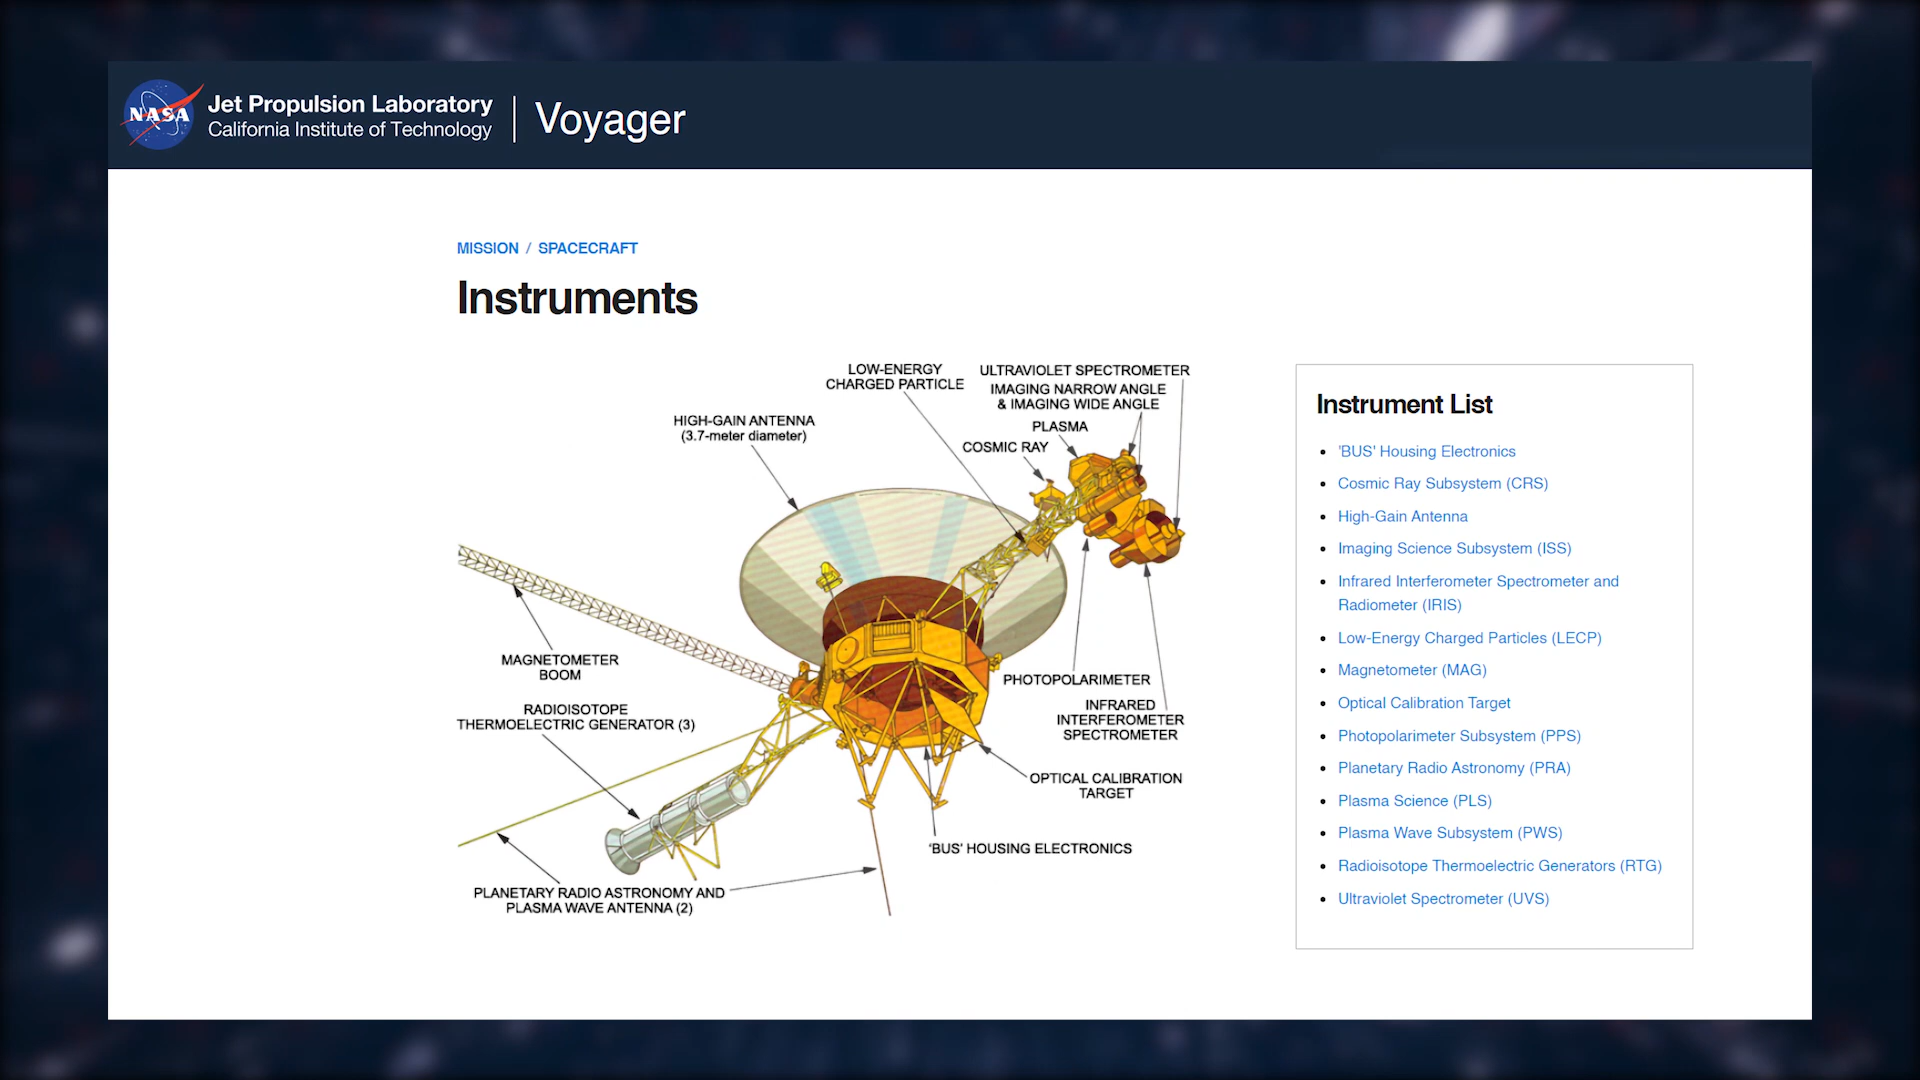 NASA
Jet Propulsion Laboratory
California Institute of Technology
Voyager
MISSION / SPACECRAFT
Instruments
LOW-ENERGY
CHARGED PARTICLE
ULTRAVIOLET SPECTROMETER
IMAGING NARROW ANGLE
& IMAGING WIDE ANGLE
PLASMA
COSMIC RAY
HIGH-GAIN ANTENNA
(3.7-meter diameter)
MAGNETOMETER
BOOM
RADIOISOTOPE
THERMOELECTRIC GENERATOR (3)
PHOTOPOLARIMETER
INFRARED
INTERFEROMETER
SPECTROMETER
OPTICAL CALIBRATION
TARGET
'BUS' HOUSING ELECTRONICS
PLANETARY RADIO ASTRONOMY AND
PLASMA WAVE ANTENNA (2)
Instrument List
'BUS' Housing Electronics
Cosmic Ray Subsystem (CRS)
High-Gain Antenna
Imaging Science Subsystem (ISS)
Infrared Interferometer Spectrometer and
Radiometer (IRIS)
Low-Energy Charged Particles (LECP)
Magnetometer (MAG)
Optical Calibration Target
Photopolarimeter Subsystem (PPS)
Planetary Radio Astronomy (PRA)
Plasma Science (PLS)
Plasma Wave Subsystem (PWS)
Radioisotope Thermoelectric Generators (RTG)
Ultraviolet Spectrometer (UVS)